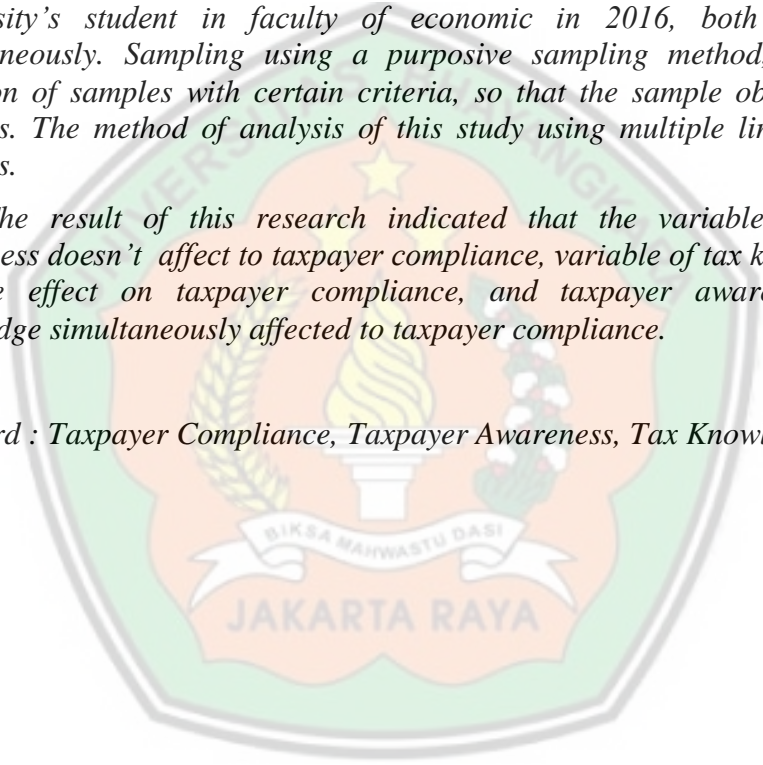 sity's student in faculty of economic in 2016, both
neously. Sampling using a purposive sampling method,
on of samples with certain criteria, so that the sample ob
s. The method of analysis of this study using multiple lin
s.
he result of this research indicated that the variable
ess doesn't affect to taxpayer compliance, variable of tax k
e effect on taxpayer compliance, and taxpayer awar
dge simultaneously affected to taxpayer compliance.
rd : Taxpayer Compliance, Taxpayer Awareness, Tax Know
UNIVERSITAS BHAYANGKARA
BIKSA MAHWASTU DASI
JAKARTA RAYA